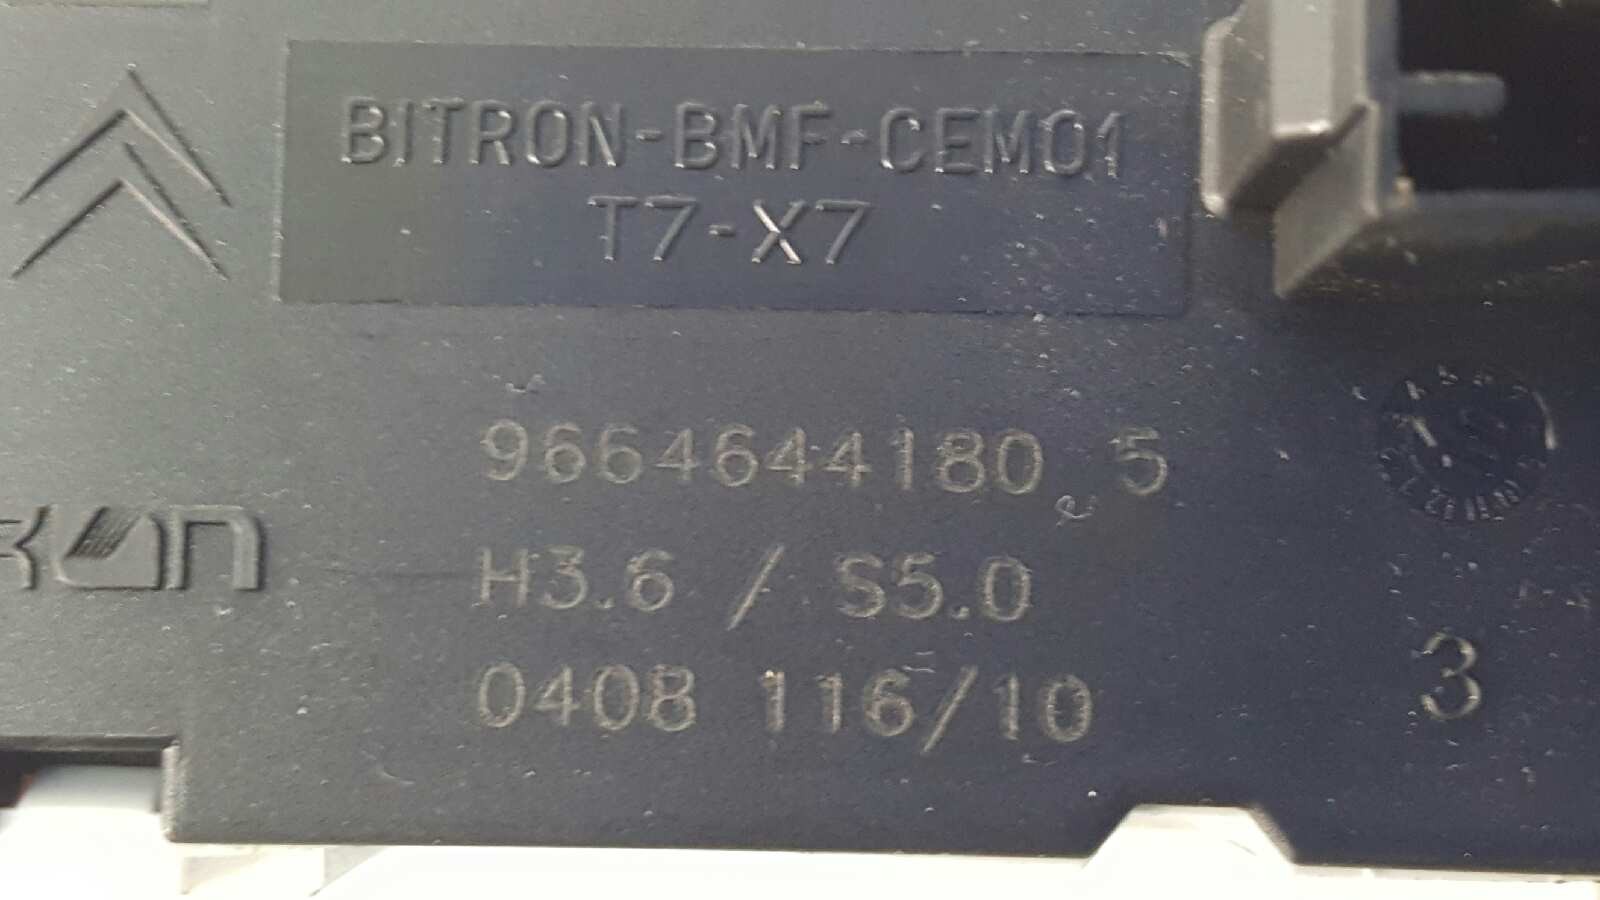 BITRON-BMF-CEM01
T7-X7
9664644180 5
H3.6 / S5.0
0408 116/10
3